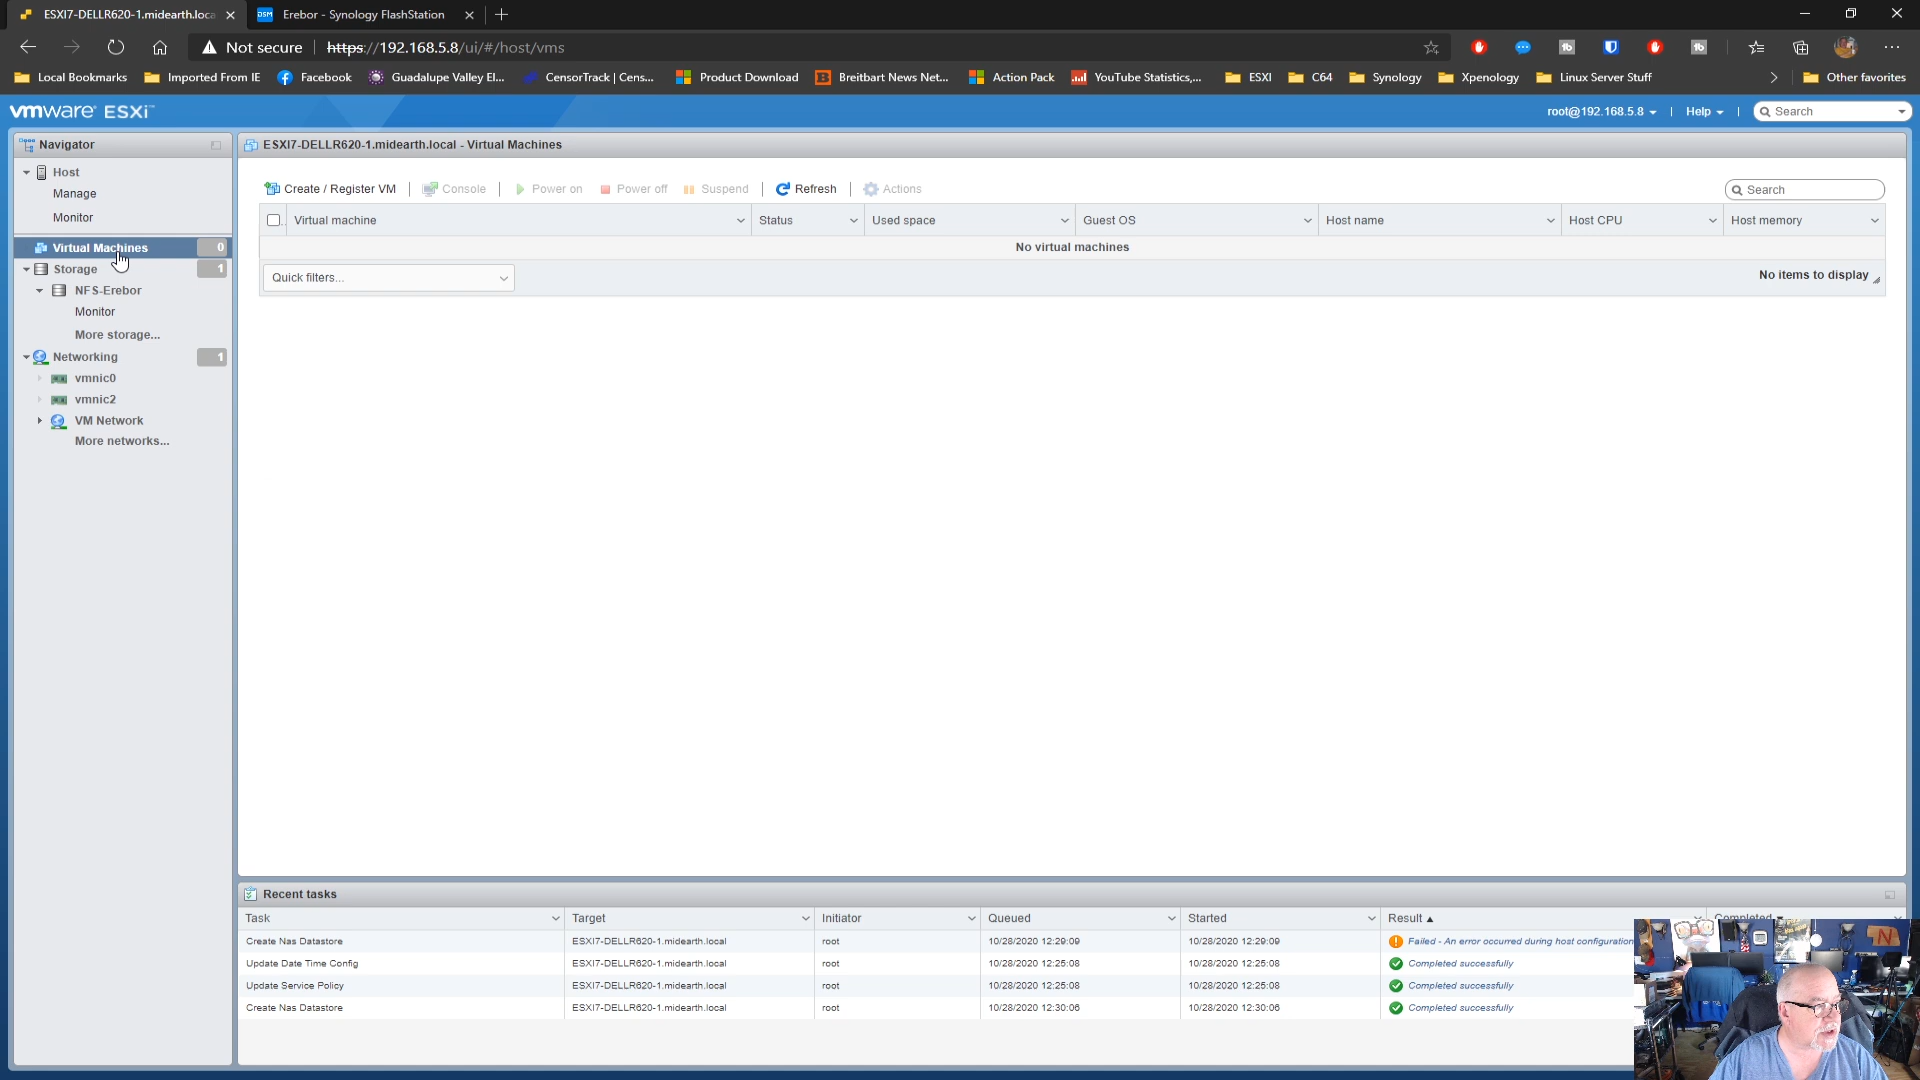 ESXI7-DELLR620-1.midearth.loca
Erebor - Synology FlashStation
Not secure
https://192.168.5.8/ui/#/host/vms
Local Bookmarks
Imported From IE
Facebook
Guadalupe Valley El...
CensorTrack | Cens...
Product Download
Breitbart News Net...
Action Pack
YouTube Statistics,...
ESXI
C64
Synology
Xpenology
Linux Server Stuff
Other favorites
vmware ESXi™
root@192.168.5.8
Help
Search
Navigator
ESXI7-DELLR620-1.midearth.local - Virtual Machines
Host
Manage
Monitor
Virtual Machines 0
Storage 1
NFS-Erebor
Monitor
More storage...
Networking 1
vmnic0
vmnic2
VM Network
More networks...
Create / Register VM
Console
Power on
Power off
Suspend
Refresh
Actions
Search
Virtual machine Status Used space Guest OS Host name Host CPU Host memory
No virtual machines
Quick filters...
No items to display
Recent tasks
Task Target Initiator Queued Started Result ▲ Completed
Create Nas Datastore ESXI7-DELLR620-1.midearth.local root 10/28/2020 12:29:09 10/28/2020 12:29:09 Failed - An error occurred during host configuration
Update Date Time Config ESXI7-DELLR620-1.midearth.local root 10/28/2020 12:25:08 10/28/2020 12:25:08 Completed successfully
Update Service Policy ESXI7-DELLR620-1.midearth.local root 10/28/2020 12:25:08 10/28/2020 12:25:08 Completed successfully
Create Nas Datastore ESXI7-DELLR620-1.midearth.local root 10/28/2020 12:30:06 10/28/2020 12:30:06 Completed successfully